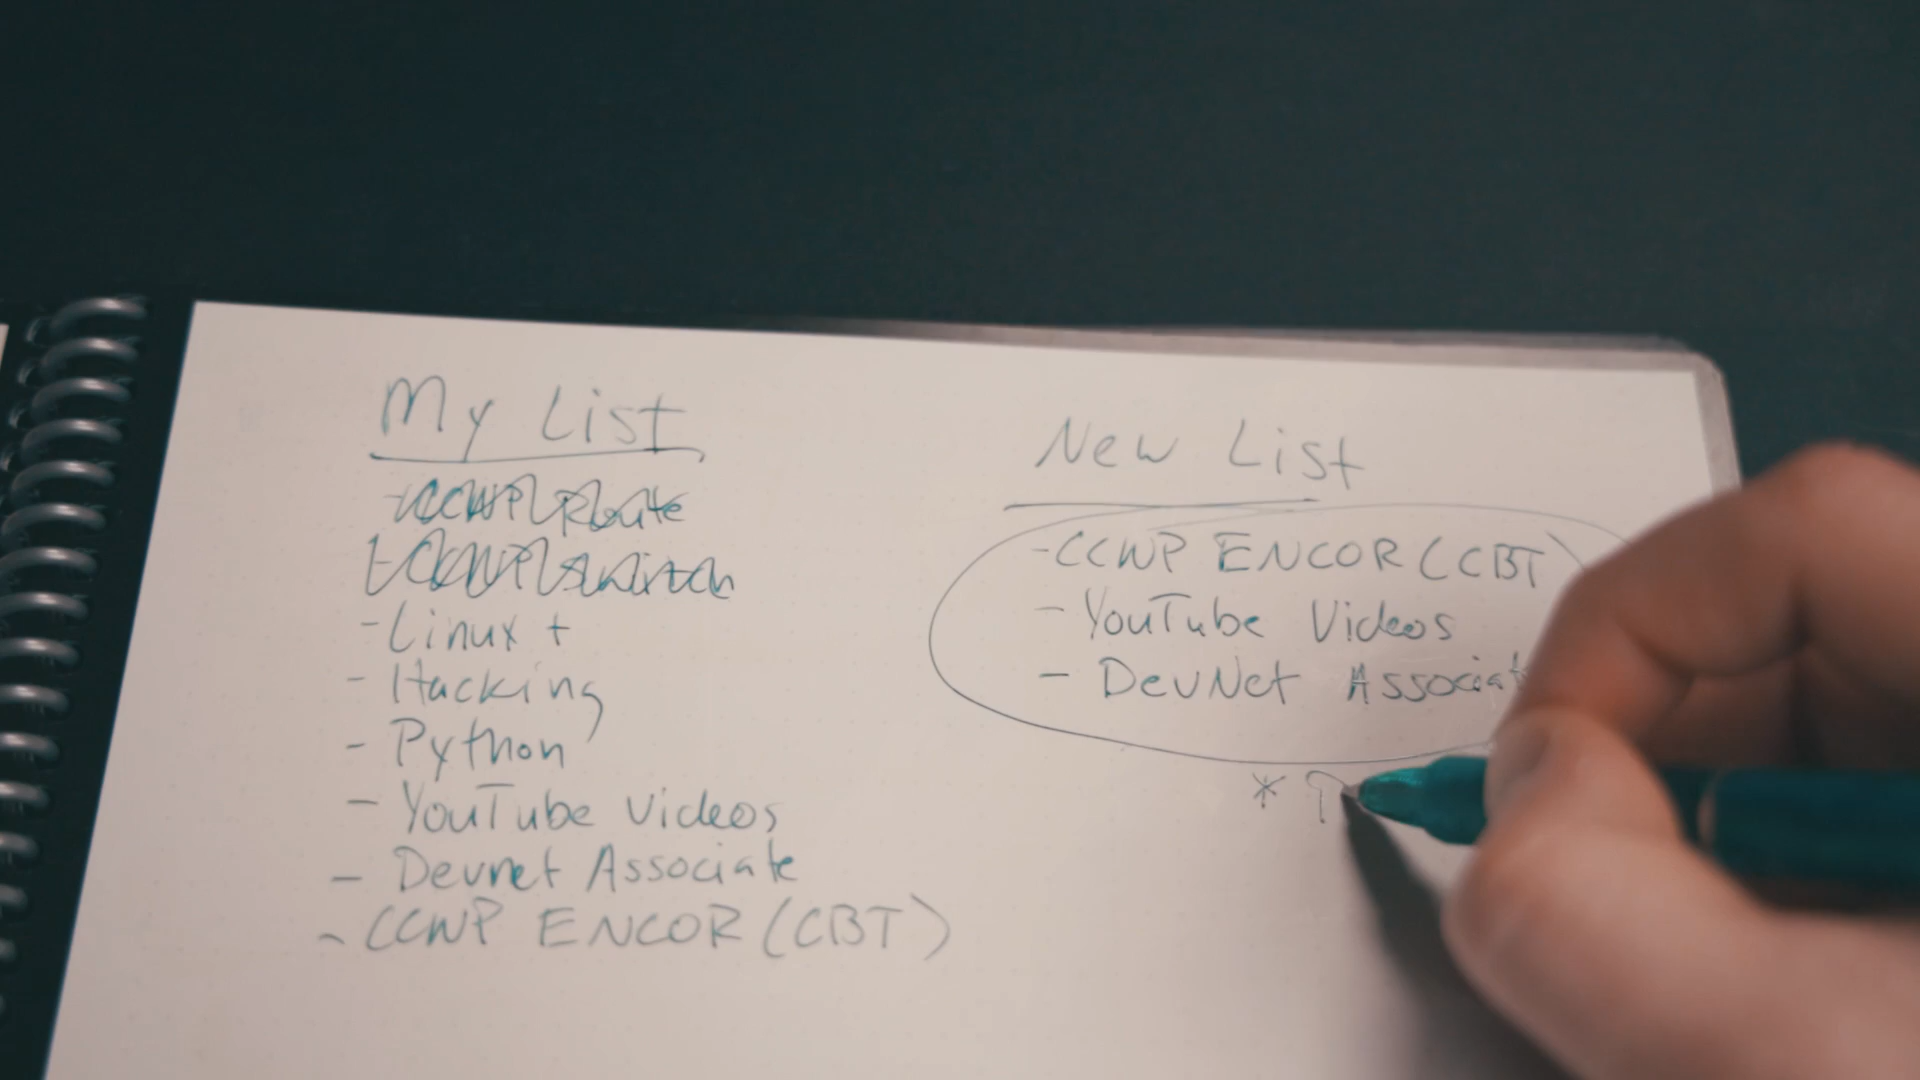 My List
- CCNP Route
- CCNP Switch
- Linux +
- Hacking
- Python
- YouTube Videos
- Devnet Associate
- CCNP ENCOR (CBT)
New List
- CCNP ENCOR (CBT)
- YouTube Videos
- DevNet Associat
*